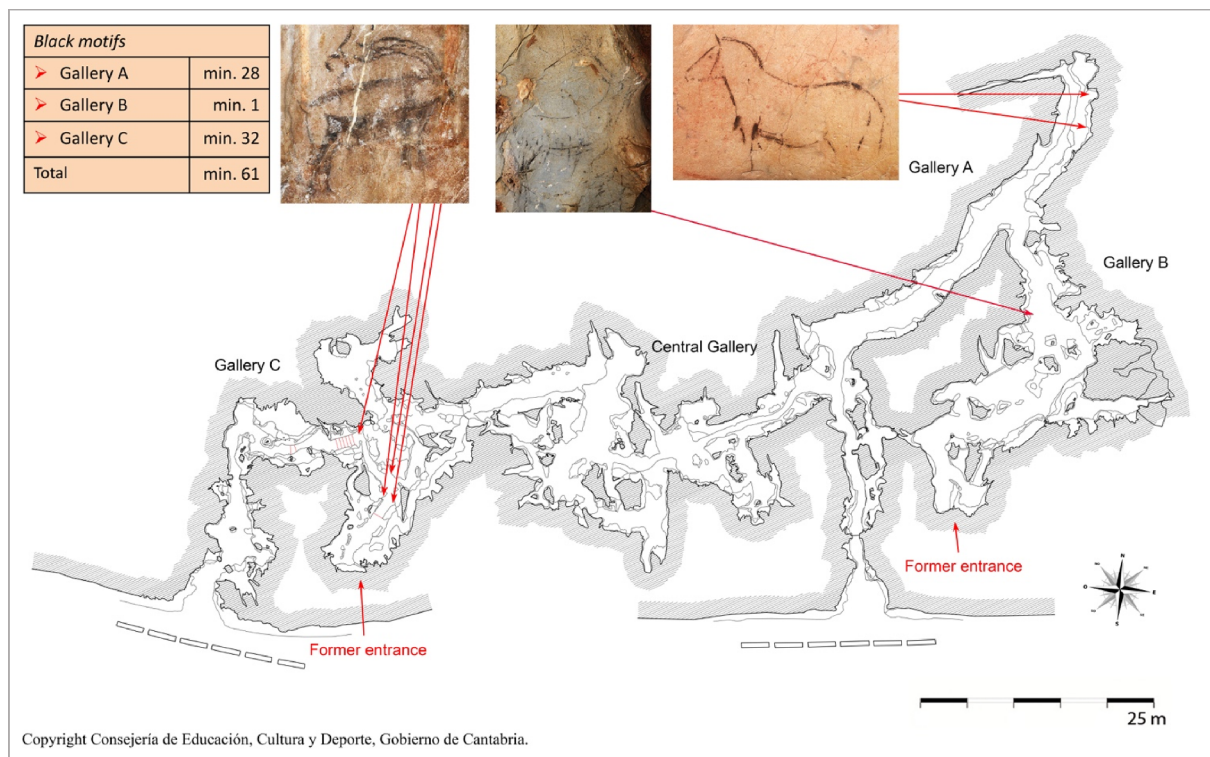 Black motifs
Gallery A min. 28
Gallery B min. 1
Gallery C min. 32
Total min. 61
Gallery A
Gallery B
Central Gallery
Gallery C
Former entrance
Former entrance
N
O E
S
25 m
Copyright Consejería de Educación, Cultura y Deporte, Gobierno de Cantabria.